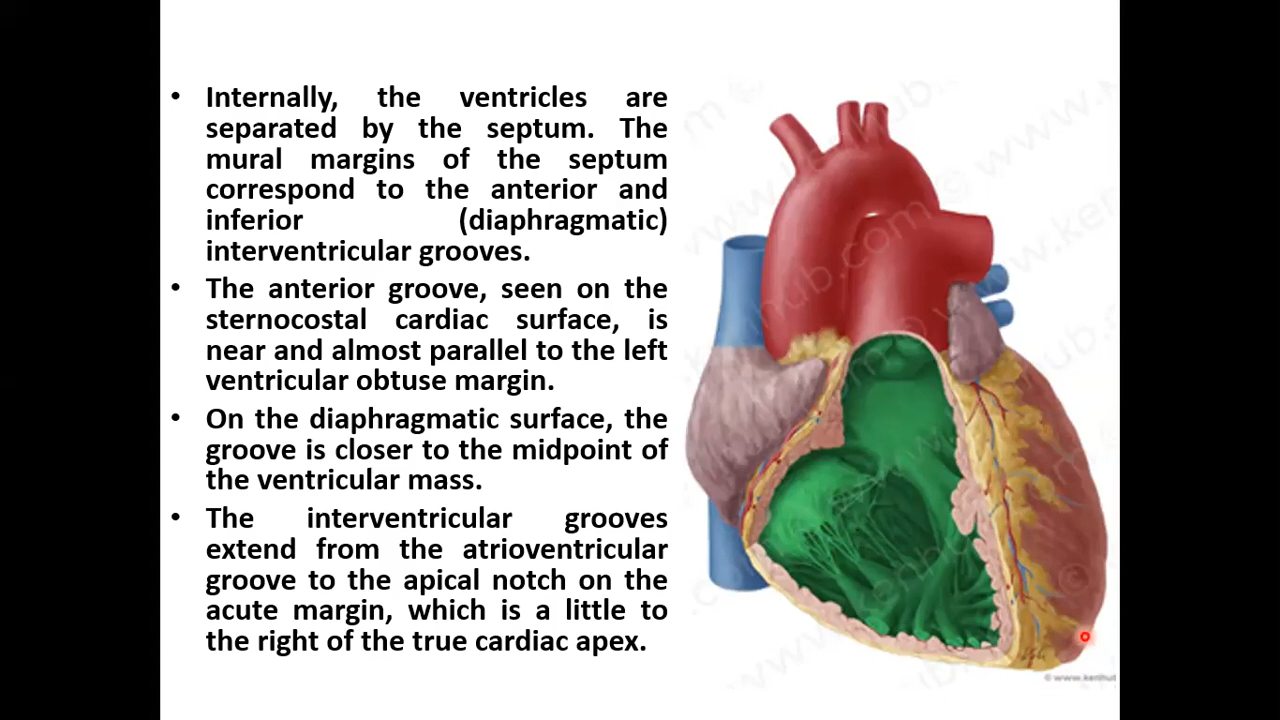 • Internally, the ventricles are
separated by the septum. The
mural margins of the septum
correspond to the anterior and
inferior (diaphragmatic)
interventricular grooves.
• The anterior groove, seen on the
sternocostal cardiac surface, is
near and almost parallel to the left
ventricular obtuse margin.
• On the diaphragmatic surface, the
groove is closer to the midpoint of
the ventricular mass.
• The interventricular grooves
extend from the atrioventricular
groove to the apical notch on the
acute margin, which is a little to
the right of the true cardiac apex.
© www.kenhub